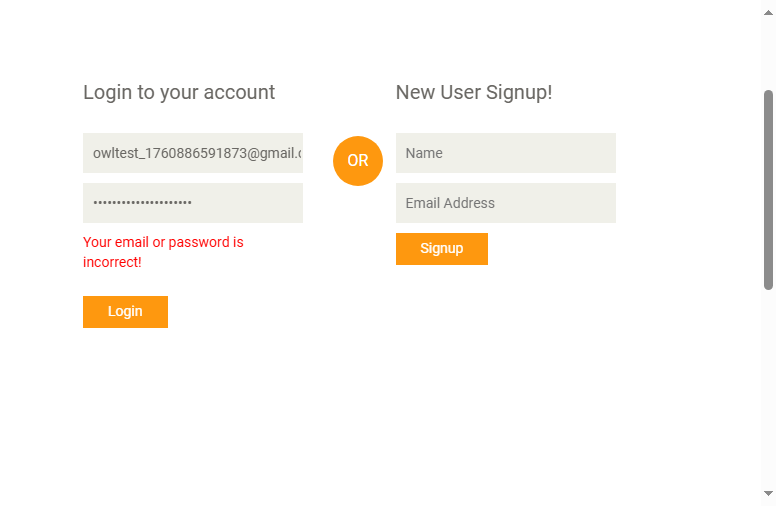 Login to your account
owltest_1760886591873@gmail.
•••••••••••••••••••••
Your email or password is
incorrect!
Login
OR
New User Signup!
Name
Email Address
Signup